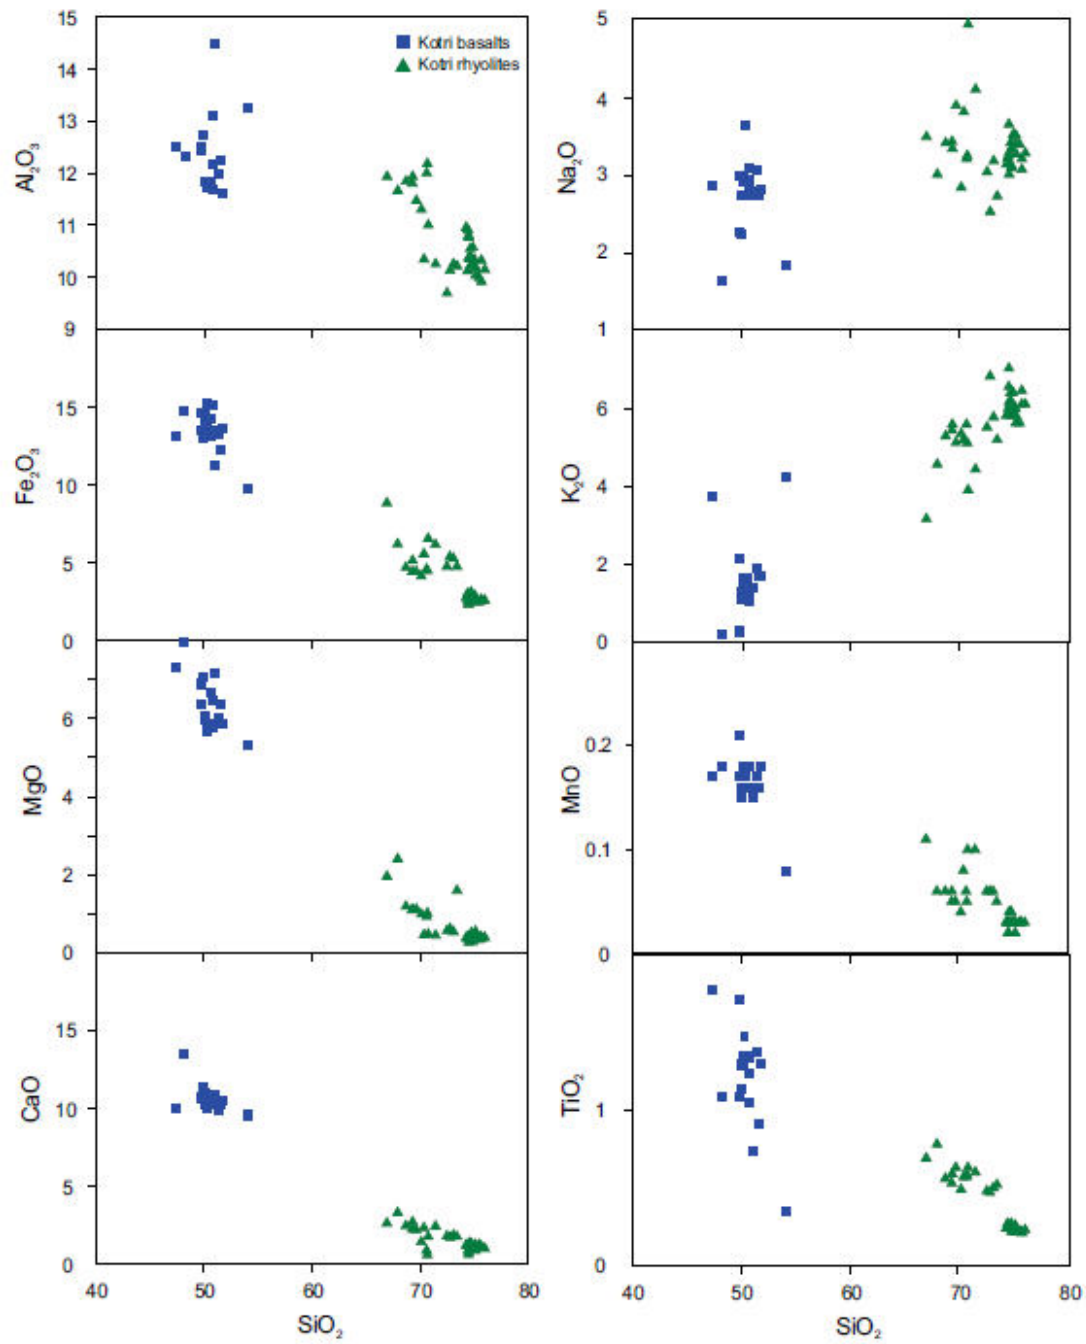 15
14
13
12
11
10
9
Al₂O₃
Kotri basalts
Kotri rhyolites
5
4
3
2
1
Na₂O
15
10
5
0
Fe₂O₃
6
4
2
0
K₂O
6
4
2
0
MgO
0.2
0.1
0
MnO
15
10
5
0
CaO
1
0
TiO₂
40 50 60 70 80
SiO₂
40 50 60 70 80
SiO₂